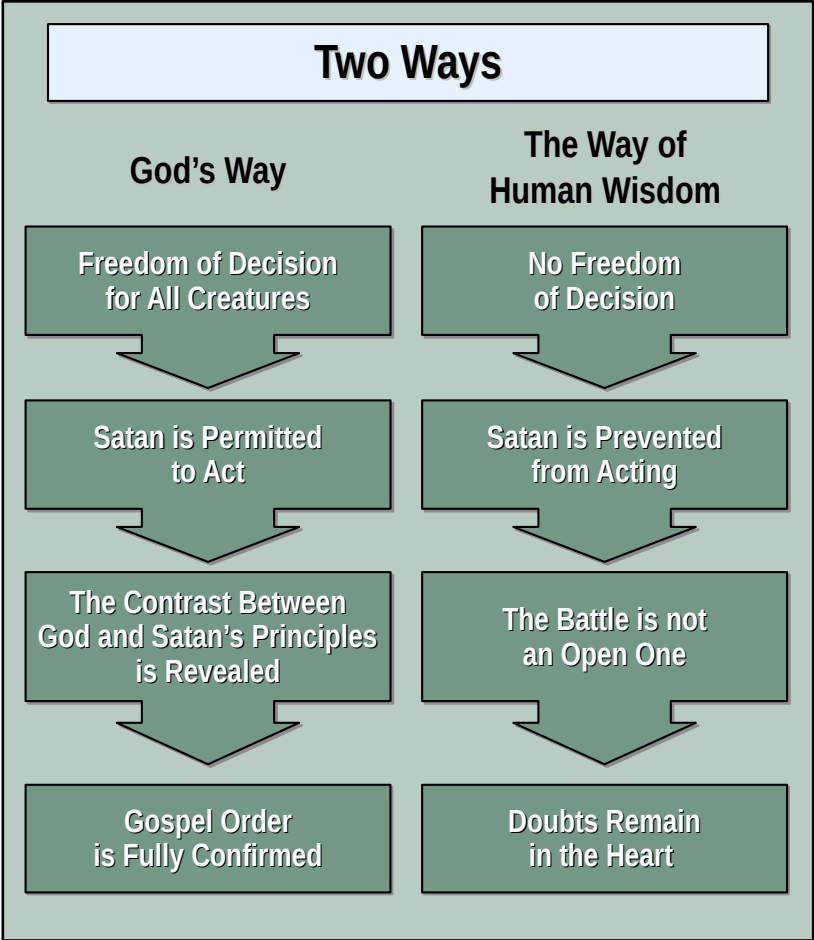 Two Ways
God’s Way
The Way of
Human Wisdom
Freedom of Decision
for All Creatures
No Freedom
of Decision
Satan is Permitted
to Act
Satan is Prevented
from Acting
The Contrast Between
God and Satan’s Principles
is Revealed
The Battle is not
an Open One
Gospel Order
is Fully Confirmed
Doubts Remain
in the Heart